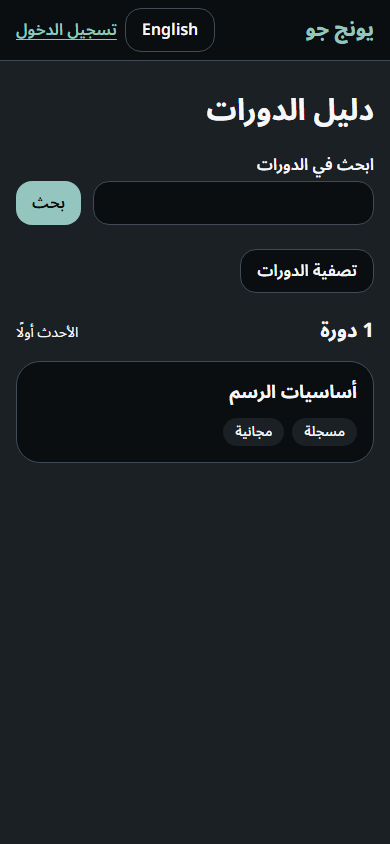 يونج جو
English
تسجيل الدخول
دليل الدورات
ابحث في الدورات
بحث
تصفية الدورات
1 دورة
الأحدث أولًا
أساسيات الرسم
مسجلة
مجانية